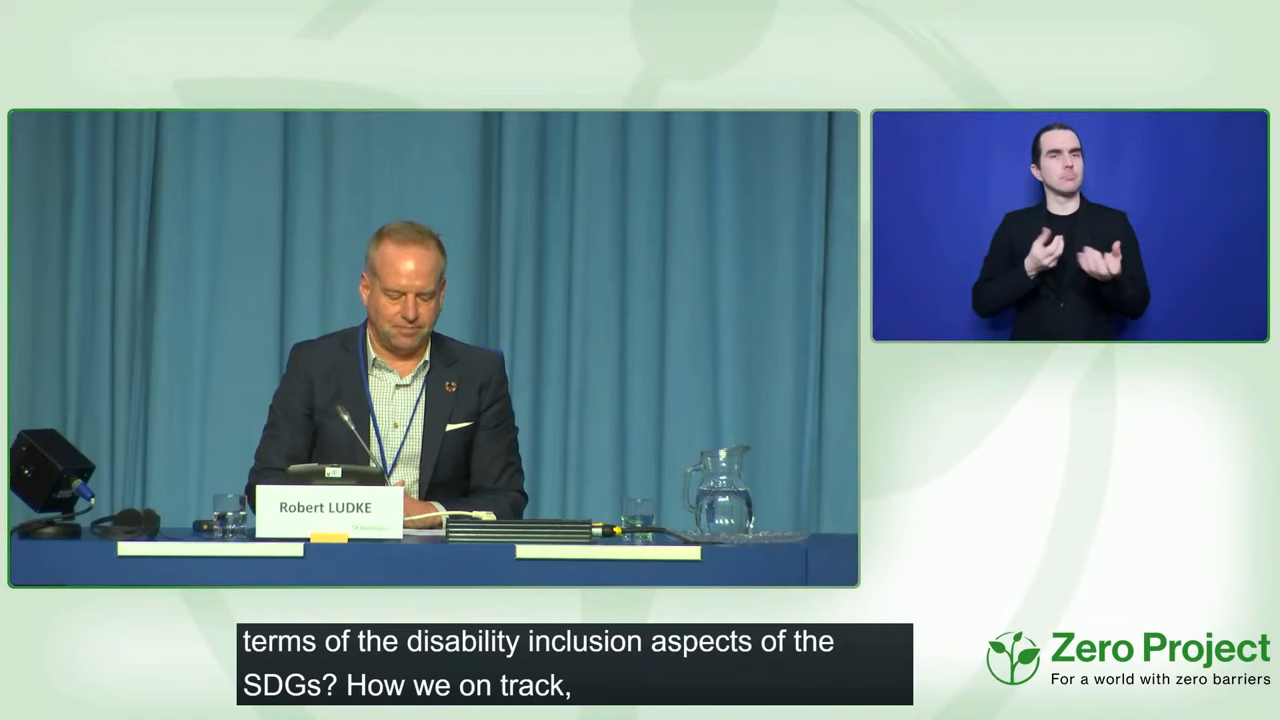 Robert LUDKE
terms of the disability inclusion aspects of the
SDGs? How we on track,
Zero Project
For a world with zero barriers